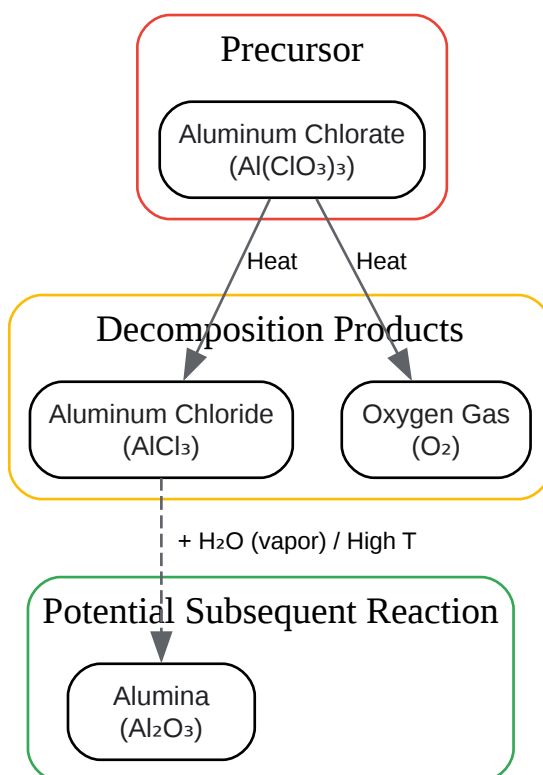 Precursor
Aluminum Chlorate
(Al(ClO₃)₃)
Heat
Heat
Decomposition Products
Aluminum Chloride
(AlCl₃)
Oxygen Gas
(O₂)
+ H₂O (vapor) / High T
Potential Subsequent Reaction
Alumina
(Al₂O₃)